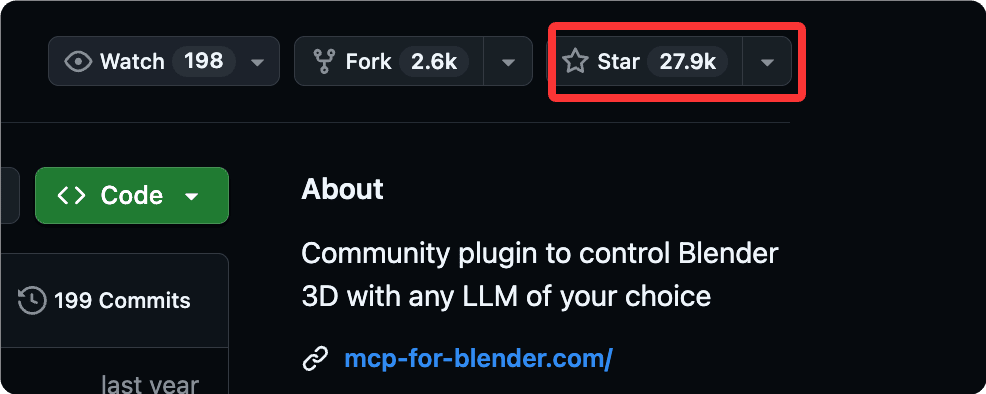 Watch 198
Fork 2.6k
Star 27.9k
Code
About
Community plugin to control Blender
3D with any LLM of your choice
199 Commits
mcp-for-blender.com/
last year